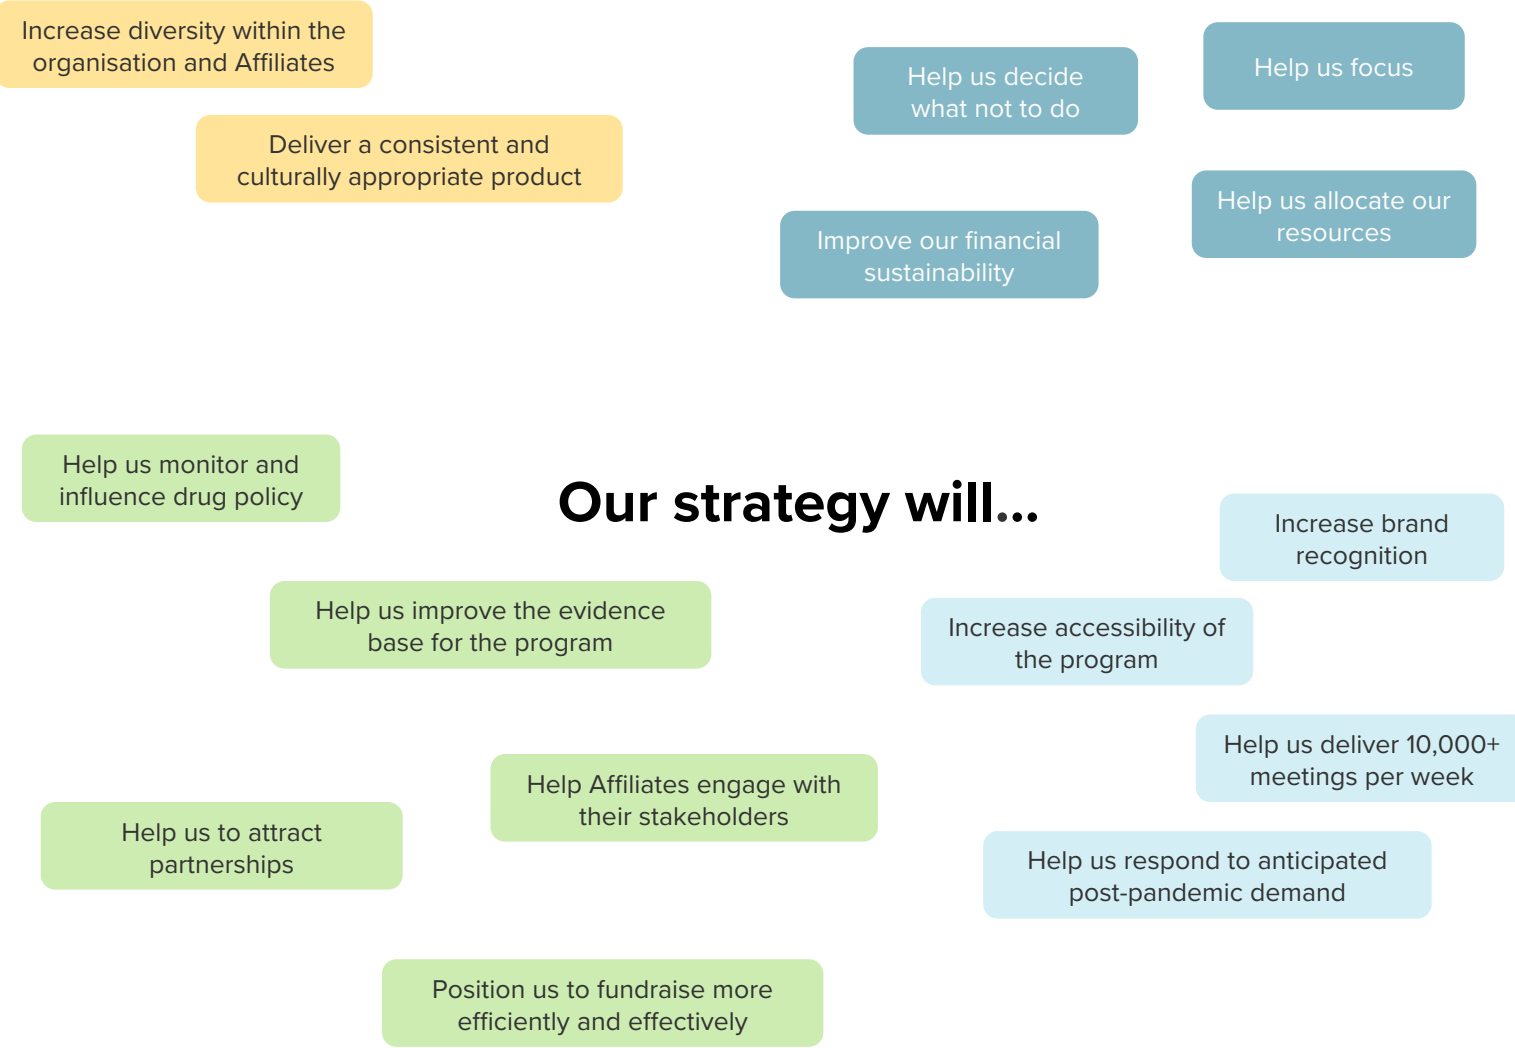 Increase diversity within the
organisation and Affiliates
Deliver a consistent and
culturally appropriate product
Help us decide
what not to do
Help us focus
Improve our financial
sustainability
Help us allocate our
resources
Our strategy will...
Help us monitor and
influence drug policy
Help us improve the evidence
base for the program
Help Affiliates engage with
their stakeholders
Help us to attract
partnerships
Position us to fundraise more
efficiently and effectively
Increase brand
recognition
Increase accessibility of
the program
Help us deliver 10,000+
meetings per week
Help us respond to anticipated
post-pandemic demand